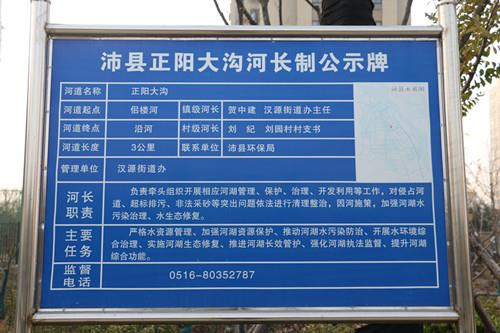 沛县正阳大沟河长制公示牌
河道名称 正阳大沟
河道起点 佀楼河 镇级河长 贺中建 汉源街道办主任
河道终点 沿河 村级河长 刘 纪 刘园村村支书
河道长度 3公里 联系单位 沛县环保局
管理单位 汉源街道办
沛县水系图
河长职责
负责牵头组织开展相应河湖管理、保护、治理、开发利用等工作，对侵占河
道、超标排污、非法采砂等突出问题依法进行清理整治，因河施策，加强河湖水
污染治理、水生态修复。
主要任务
严格水资源管理、加强河湖资源保护、推动河湖水污染防治、开展水环境综
合治理、实施河湖生态修复、推进河湖长效管护、强化河湖执法监督、提升河湖
综合功能。
监督电话
0516-80352787